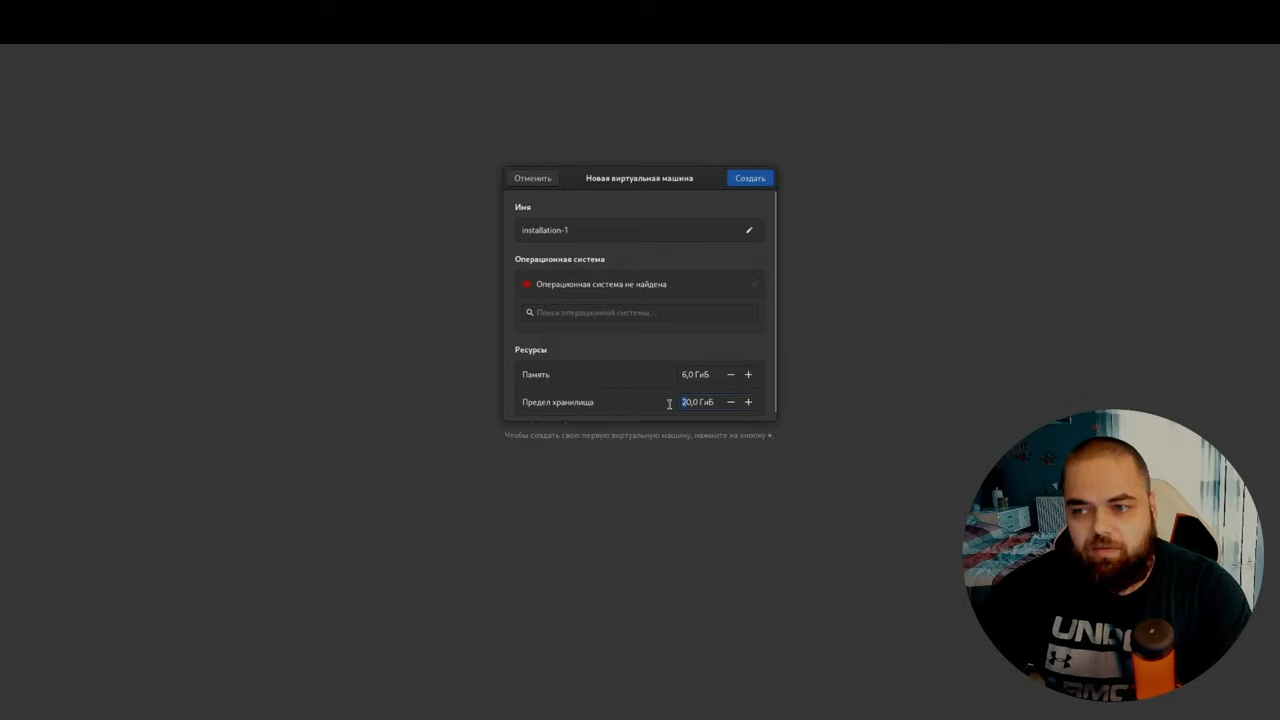 Отменить
Новая виртуальная машина
Создать
Имя
installation-1
Операционная система
Операционная система не найдена
Поиск операционной системы...
Ресурсы
Память
6,0 ГиБ
Предел хранилища
20,0 ГиБ
Чтобы создать свою первую виртуальную машину, нажмите на кнопку +.
UND